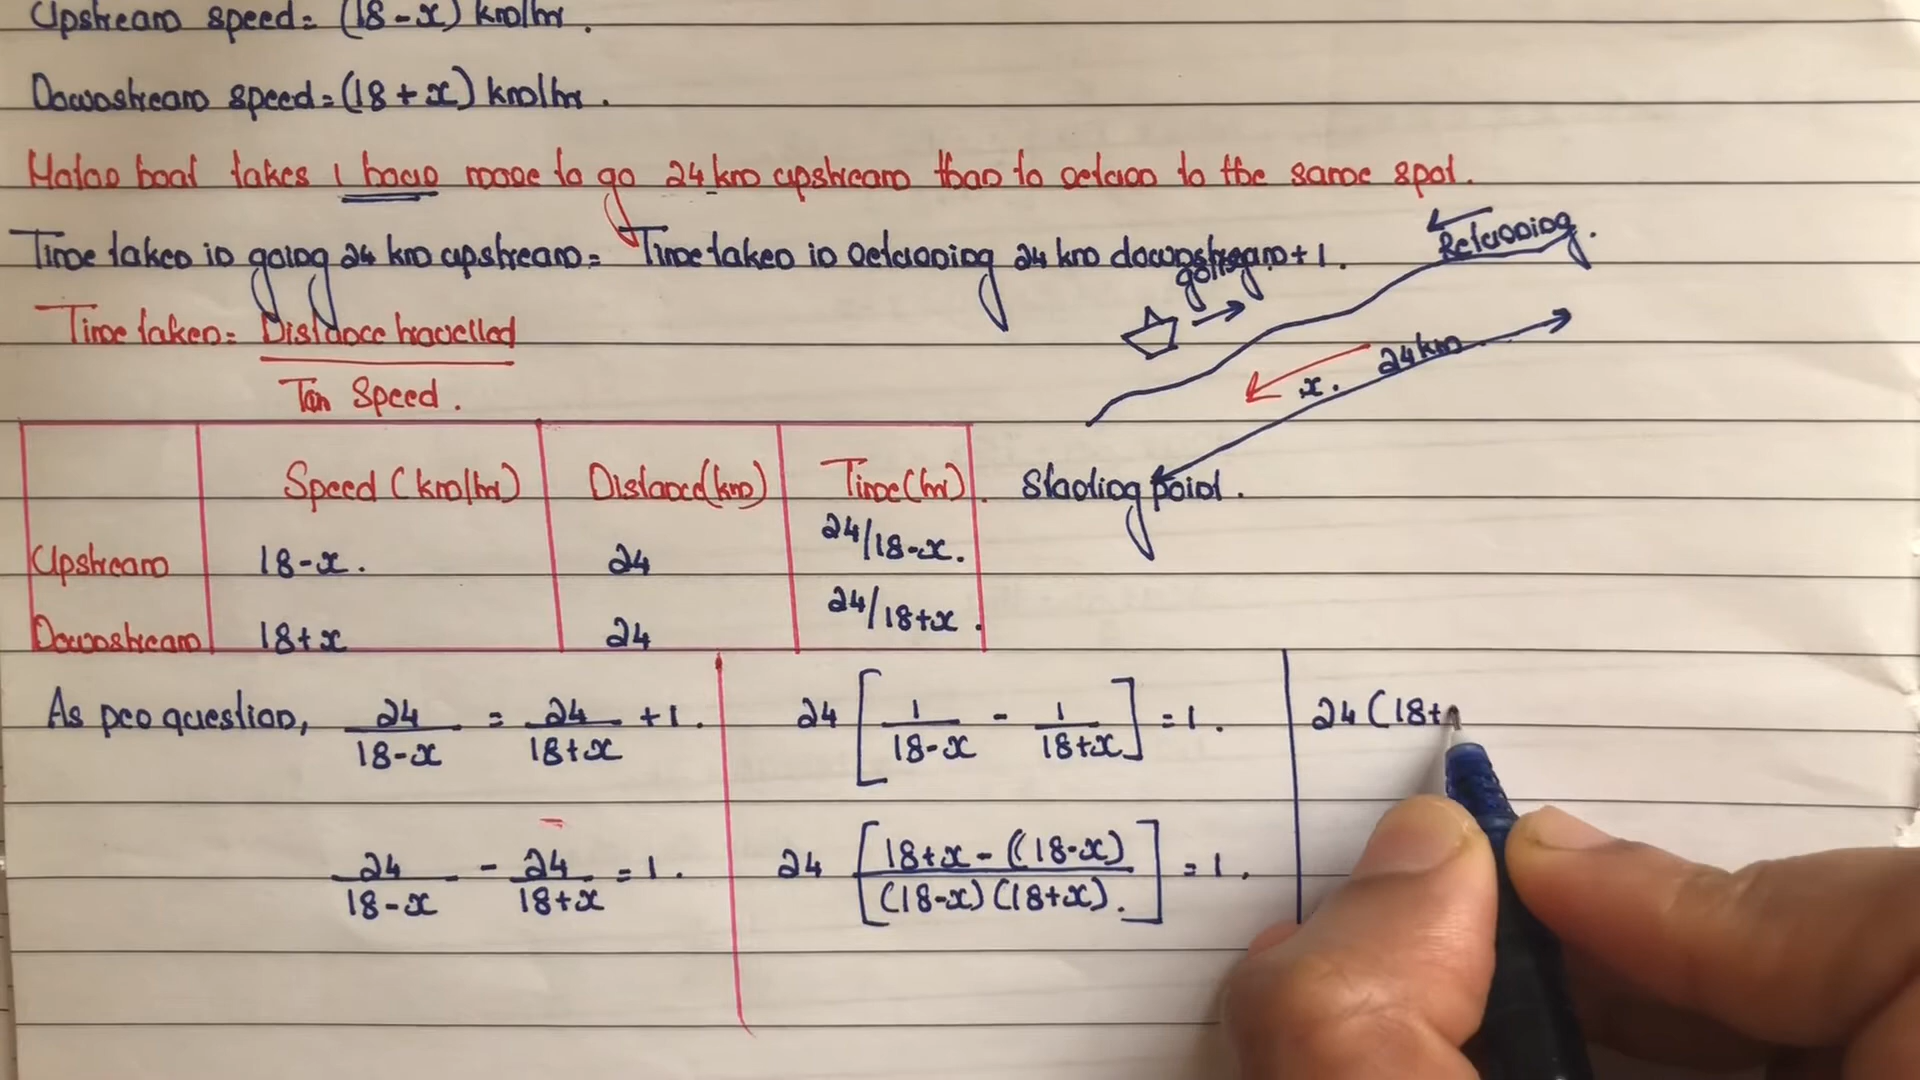 Upstream speed = (18 - x) km/hr.
Downstream speed = (18 + x) km/hr.
Motor boat takes 1 hour more to go 24 km upstream than to return to the same spot.
Time taken in going 24 km upstream = Time taken in returning 24 km downstream + 1.
Returning.
going
Time taken = Distance travelled
Speed.
x. 24 km
Speed (km/hr) Distance (km) Time (hr). Starting point.
Upstream 18 - x. 24 24/18 - x.
Downstream 18 + x 24 24/18 + x.
As per question, 24/18 - x = 24/18 + x + 1.
24/18 - x - 24/18 + x = 1.
24 [1/18 - x - 1/18 + x] = 1.
24 [18 + x - ((18 - x)/(18 - x)(18 + x).] = 1.
24 (18 +